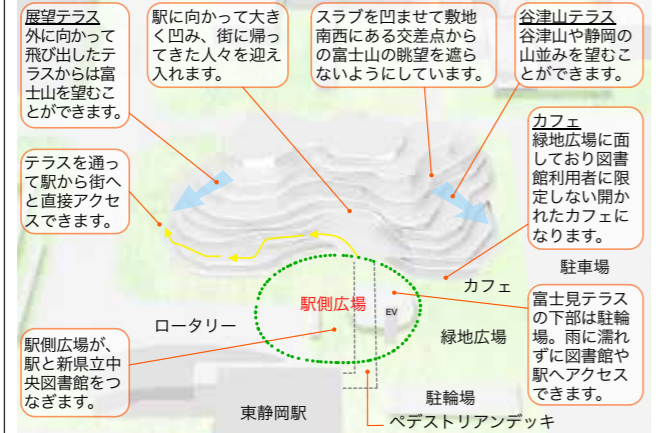 展望テラス
外に向かって
飛び出したテ
ラスからは富
士山を望むこ
とができます。
駅に向かって大き
く凹み、街に帰っ
てきた人々を迎え
入れます。
スラブを凹ませて敷地
南西にある交差点から
の富士山の眺望を遮ら
ないようにしています。
谷津山テラス
谷津山や静岡の
山並みを望むこ
とができます。
テラスを通っ
て駅から街へ
と直接アクセ
スできます。
カフェ
緑地広場に面
しており図書
館利用者に限
定しない開か
れたカフェに
なります。
駐車場
カフェ
駅側広場
EV
ロータリー
緑地広場
富士見テラス
の下部は駐輪
場。雨に濡れ
ずに図書館や
駅へアクセス
できます。
駅側広場が、
駅と新県立中
央図書館をつ
なぎます。
東静岡駅
駐輪場
ペデストリアンデッキ